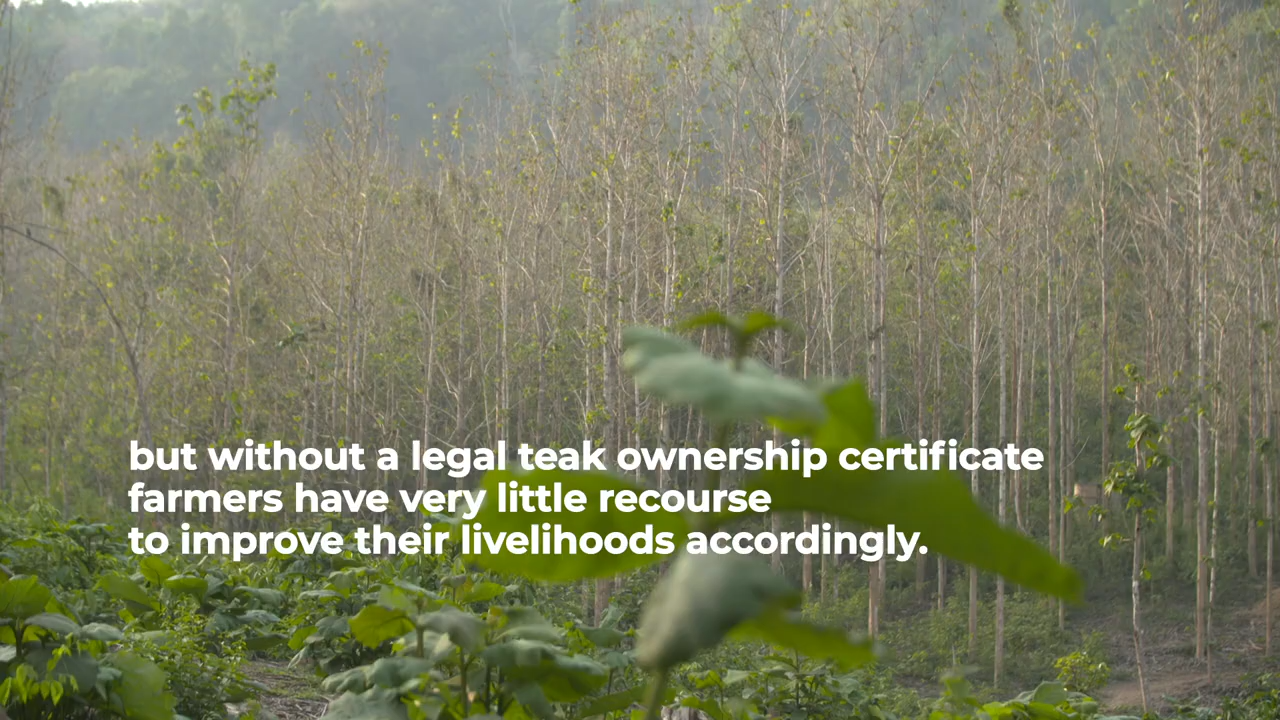 but without a legal teak ownership certificate
farmers have very little recourse
to improve their livelihoods accordingly.